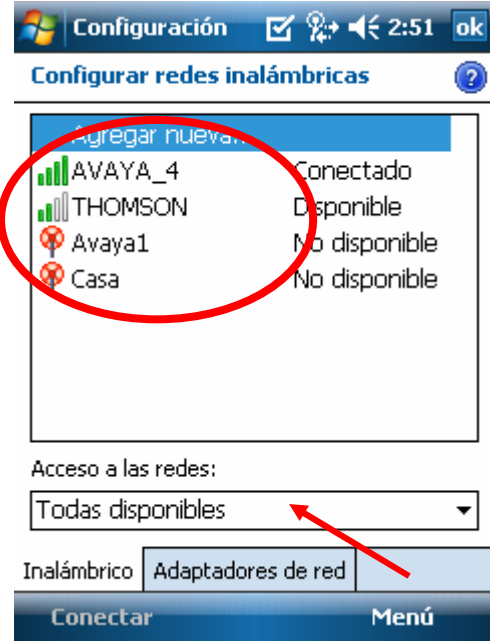 Configuración 2:51 ok
Configurar redes inalámbricas ?
Agregar nueva...
AVAYA_4 Conectado
THOMSON Disponible
Avaya1 No disponible
Casa No disponible
Acceso a las redes:
Todas disponibles
Inalámbrico Adaptadores de red
Conectar Menú